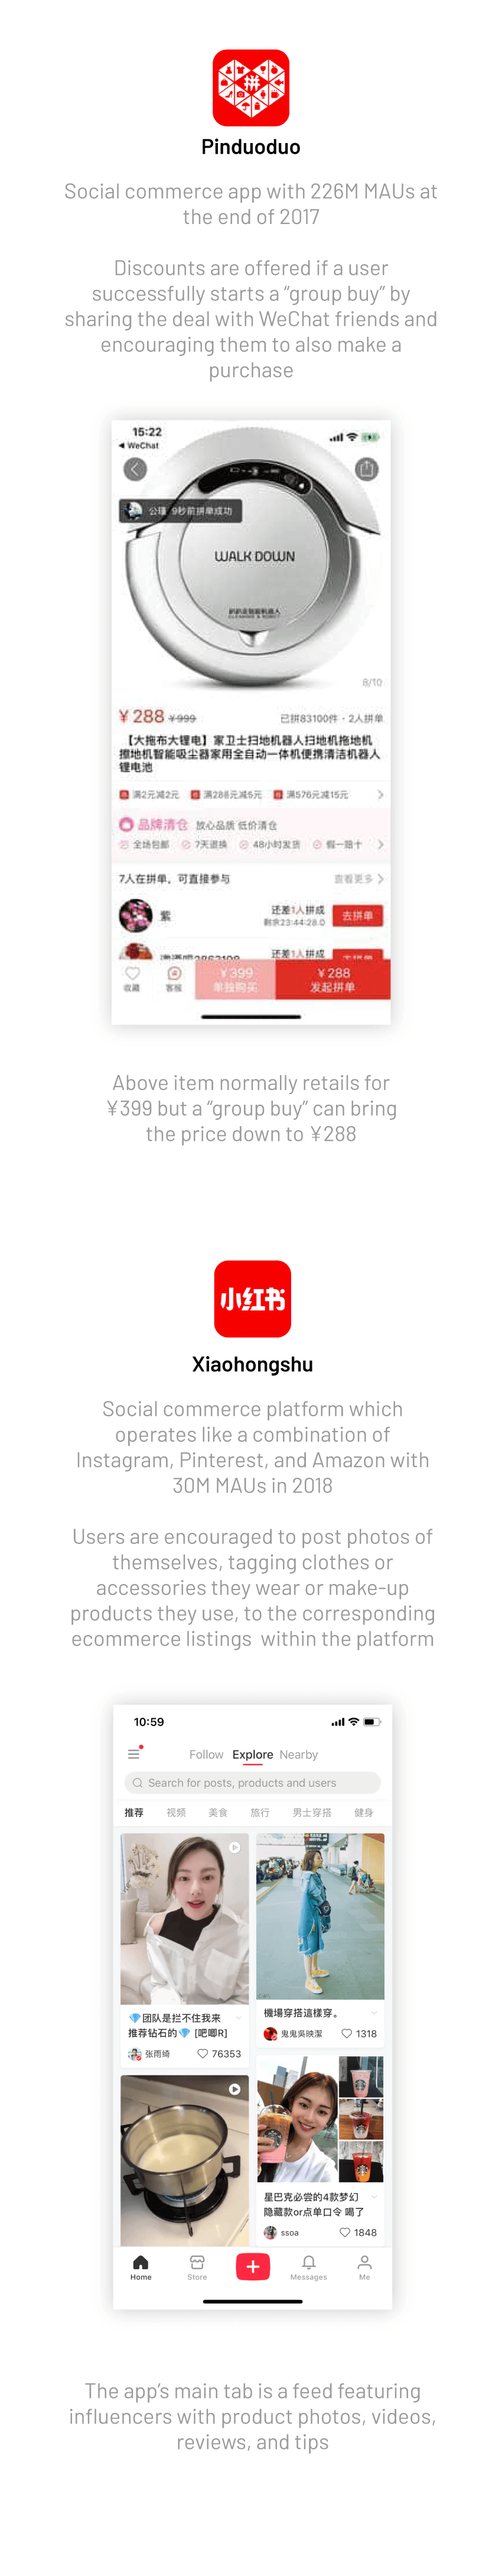 拼
Pinduoduo
Social commerce app with 226M MAUs at
the end of 2017
Discounts are offered if a user
successfully starts a “group buy” by
sharing the deal with WeChat friends and
encouraging them to also make a
purchase
15:22
WeChat
9秒前拼单成功
WALK DOWN
8/10
¥ 288 ¥999 已拼83100件 · 2人拼单
【大拖布大锂电】家卫士扫地机器人扫地机拖地机
擦地机智能吸尘器家用全自动一体机便携清洁机器人
锂电池
满2元减2元 满288元减5元 满576元减15元
品牌清仓 放心品质 低价清仓
全场包邮 7天退换 48小时发货 假一赔十
7人在拼单，可直接参与 查看更多
紫 还差1人拼成 去拼单
剩余23:44:28.0
还差1人拼成
收藏 客服 ¥ 399 单独购买 ¥ 288 发起拼单
Above item normally retails for
¥399 but a “group buy” can bring
the price down to ¥288
小红书
Xiaohongshu
Social commerce platform which
operates like a combination of
Instagram, Pinterest, and Amazon with
30M MAUs in 2018
Users are encouraged to post photos of
themselves, tagging clothes or
accessories they wear or make-up
products they use, to the corresponding
ecommerce listings within the platform
10:59
Follow Explore Nearby
Search for posts, products and users
推荐 视频 美食 旅行 男士穿搭 健身
💎团队是拦不住我来
推荐钻石的💎 [吧唧R]
张雨绮 76353
機場穿搭這樣穿。
鬼鬼吳映潔 1318
星巴克必尝的4款梦幻
隐藏款or点单口令 喝了
ssoa 1848
Home Store Messages Me
The app’s main tab is a feed featuring
influencers with product photos, videos,
reviews, and tips